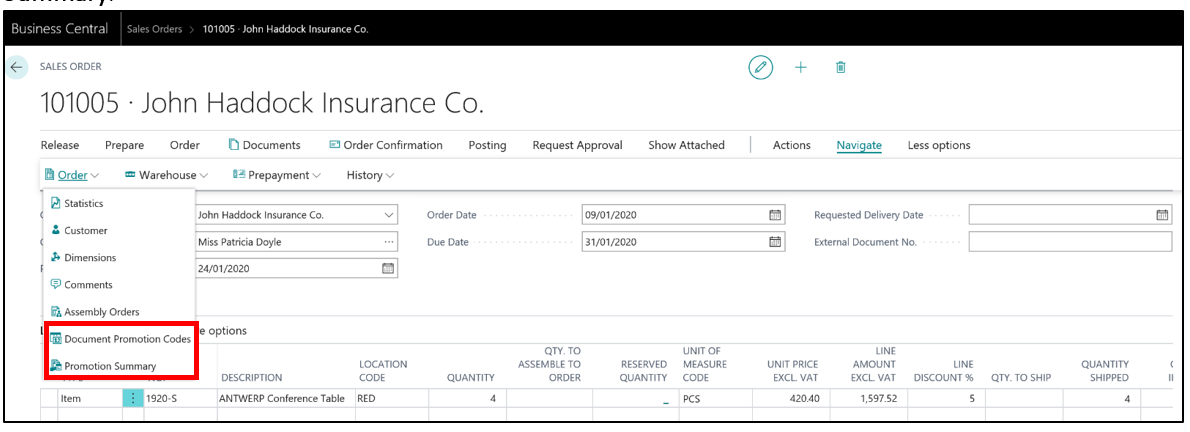 Business Central Sales Orders > 101005 · John Haddock Insurance Co.
SALES ORDER
101005 · John Haddock Insurance Co.
Release Prepare Order Documents Order Confirmation Posting Request Approval Show Attached Actions Navigate Less options
Order Warehouse Prepayment History
Statistics
Customer
Dimensions
Comments
Assembly Orders
Document Promotion Codes
Promotion Summary
John Haddock Insurance Co. Order Date 09/01/2020 Requested Delivery Date
Miss Patricia Doyle Due Date 31/01/2020 External Document No.
24/01/2020
e options
DESCRIPTION LOCATION CODE QUANTITY QTY. TO ASSEMBLE TO ORDER RESERVED QUANTITY UNIT OF MEASURE CODE UNIT PRICE EXCL. VAT LINE AMOUNT EXCL. VAT LINE DISCOUNT % QTY. TO SHIP QUANTITY SHIPPED
Item 1920-S ANTWERP Conference Table RED 4 _ PCS 420.40 1,597.52 5 4